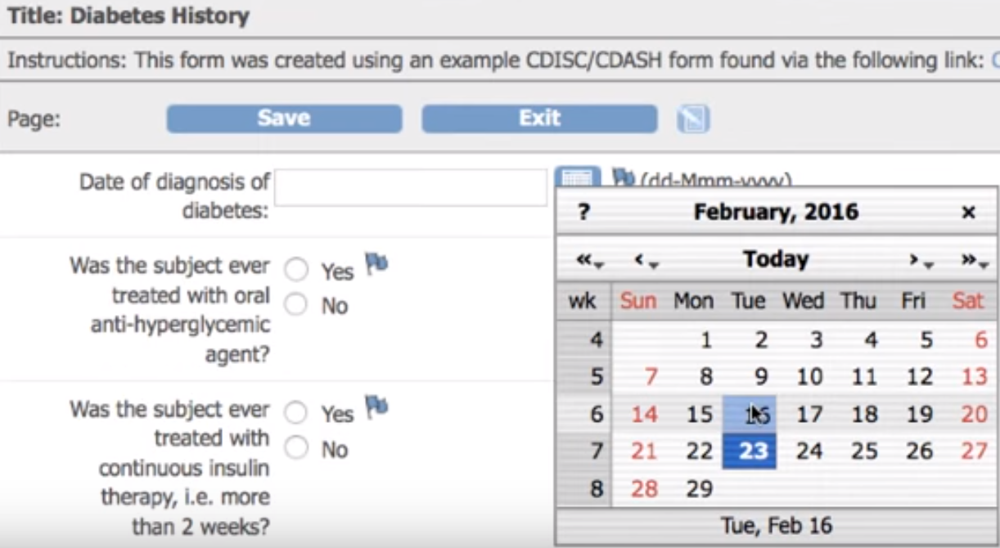 Title: Diabetes History
Instructions: This form was created using an example CDISC/CDASH form found via the following link:
Page:
Save
Exit
Date of diagnosis of
diabetes:
(dd-Mmm-yyyy)
Was the subject ever
treated with oral
anti-hyperglycemic
agent?
Yes
No
Was the subject ever
treated with
continuous insulin
therapy, i.e. more
than 2 weeks?
Yes
No
? February, 2016 ×
« ‹ Today › »
wk Sun Mon Tue Wed Thu Fri Sat
4 1 2 3 4 5 6
5 7 8 9 10 11 12 13
6 14 15 16 17 18 19 20
7 21 22 23 24 25 26 27
8 28 29
Tue, Feb 16